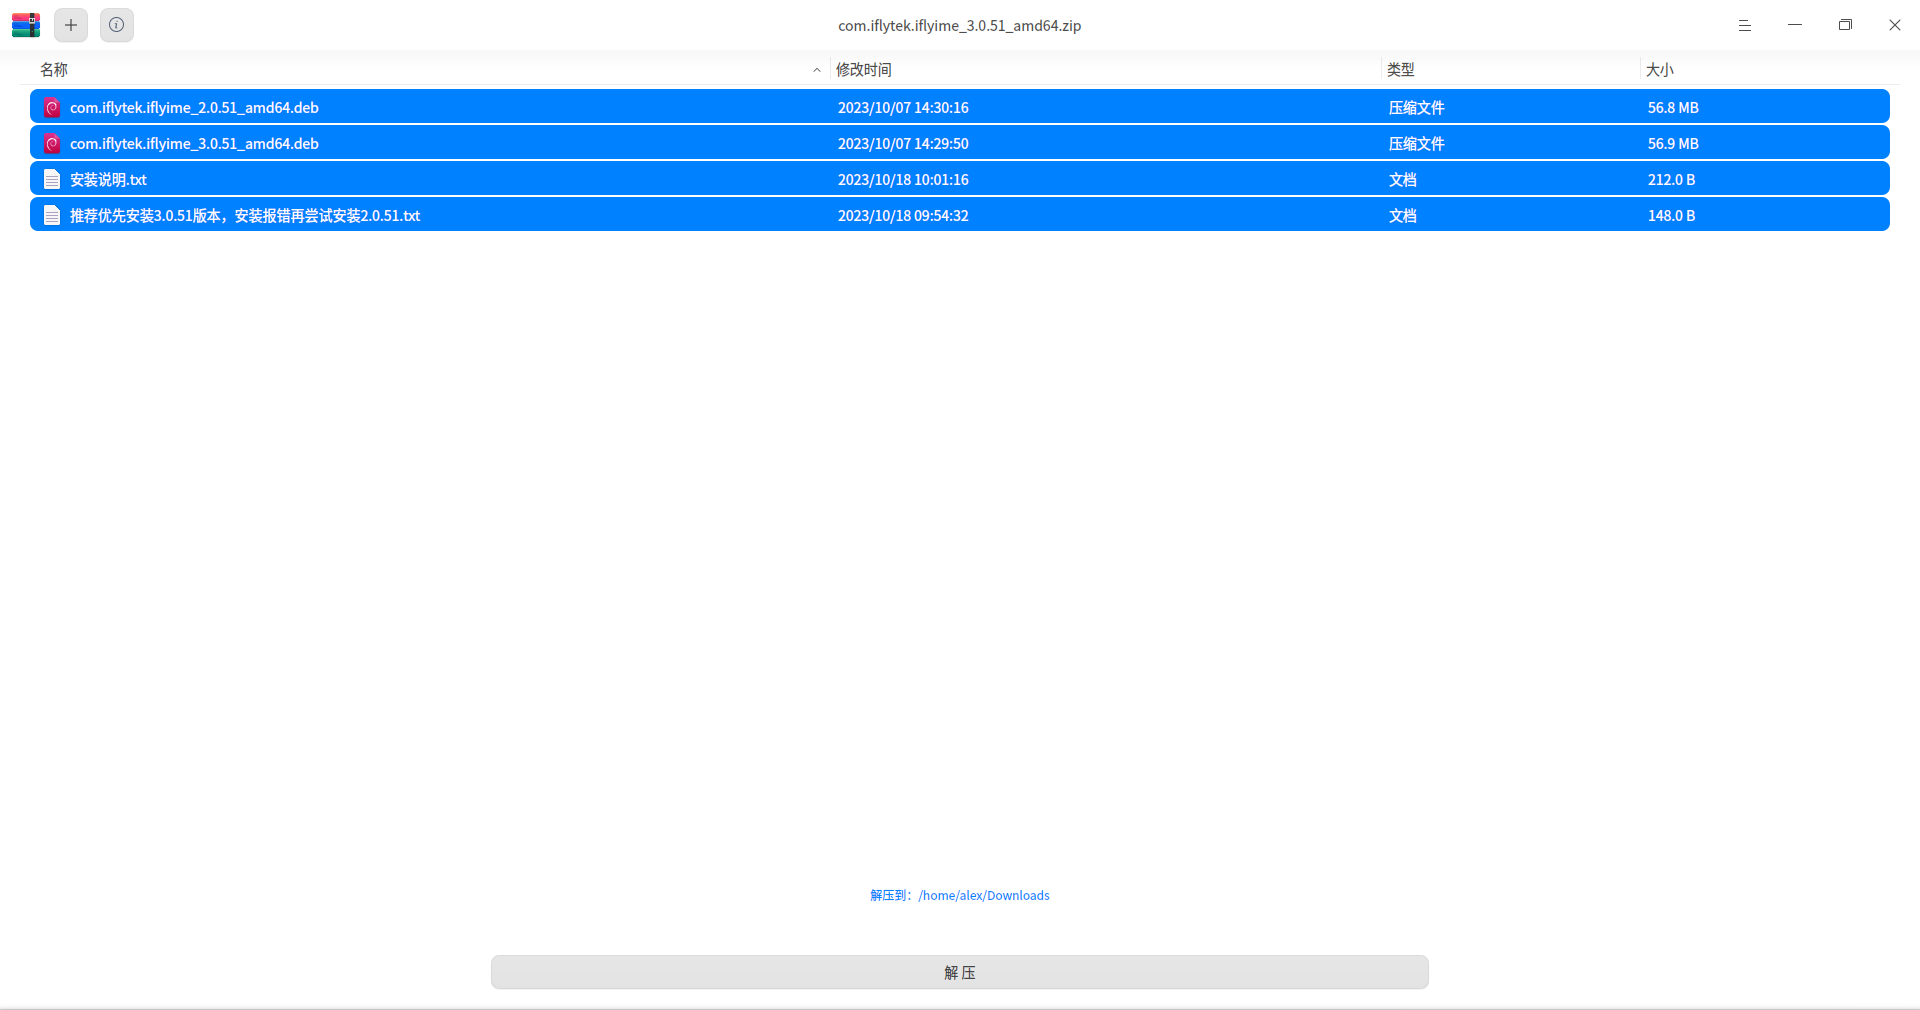 com.iflytek.iflyime_3.0.51_amd64.zip
名称 修改时间 类型 大小
com.iflytek.iflyime_2.0.51_amd64.deb 2023/10/07 14:30:16 压缩文件 56.8 MB
com.iflytek.iflyime_3.0.51_amd64.deb 2023/10/07 14:29:50 压缩文件 56.9 MB
安装说明.txt 2023/10/18 10:01:16 文档 212.0 B
推荐优先安装3.0.51版本，安装报错再尝试安装2.0.51.txt 2023/10/18 09:54:32 文档 148.0 B
解压到：/home/alex/Downloads
解 压